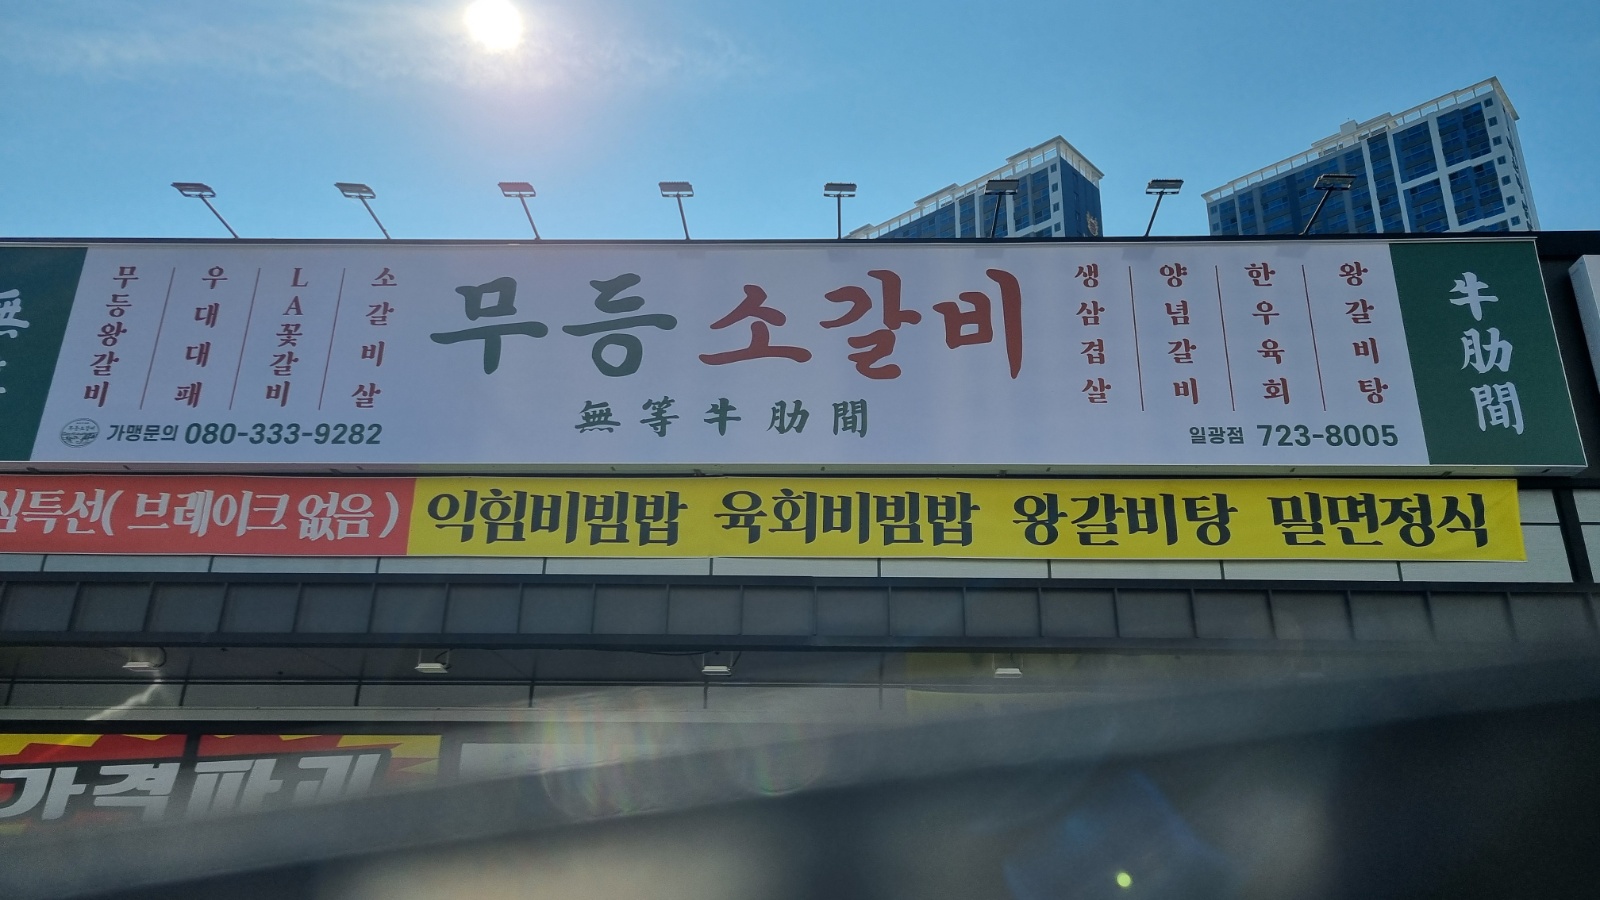 無
무등왕갈비
우대대패
LA꽃갈비
소갈비살
무등소갈비
無等牛肋聞
생삼겹살
양념갈비
한우육회
왕갈비탕
牛肋聞
가맹문의 080-333-9282
일광점 723-8005
심특선( 브레이크 없음 ) 익힘비빔밥 육회비빔밥 왕갈비탕 밀면정식
가격파괴